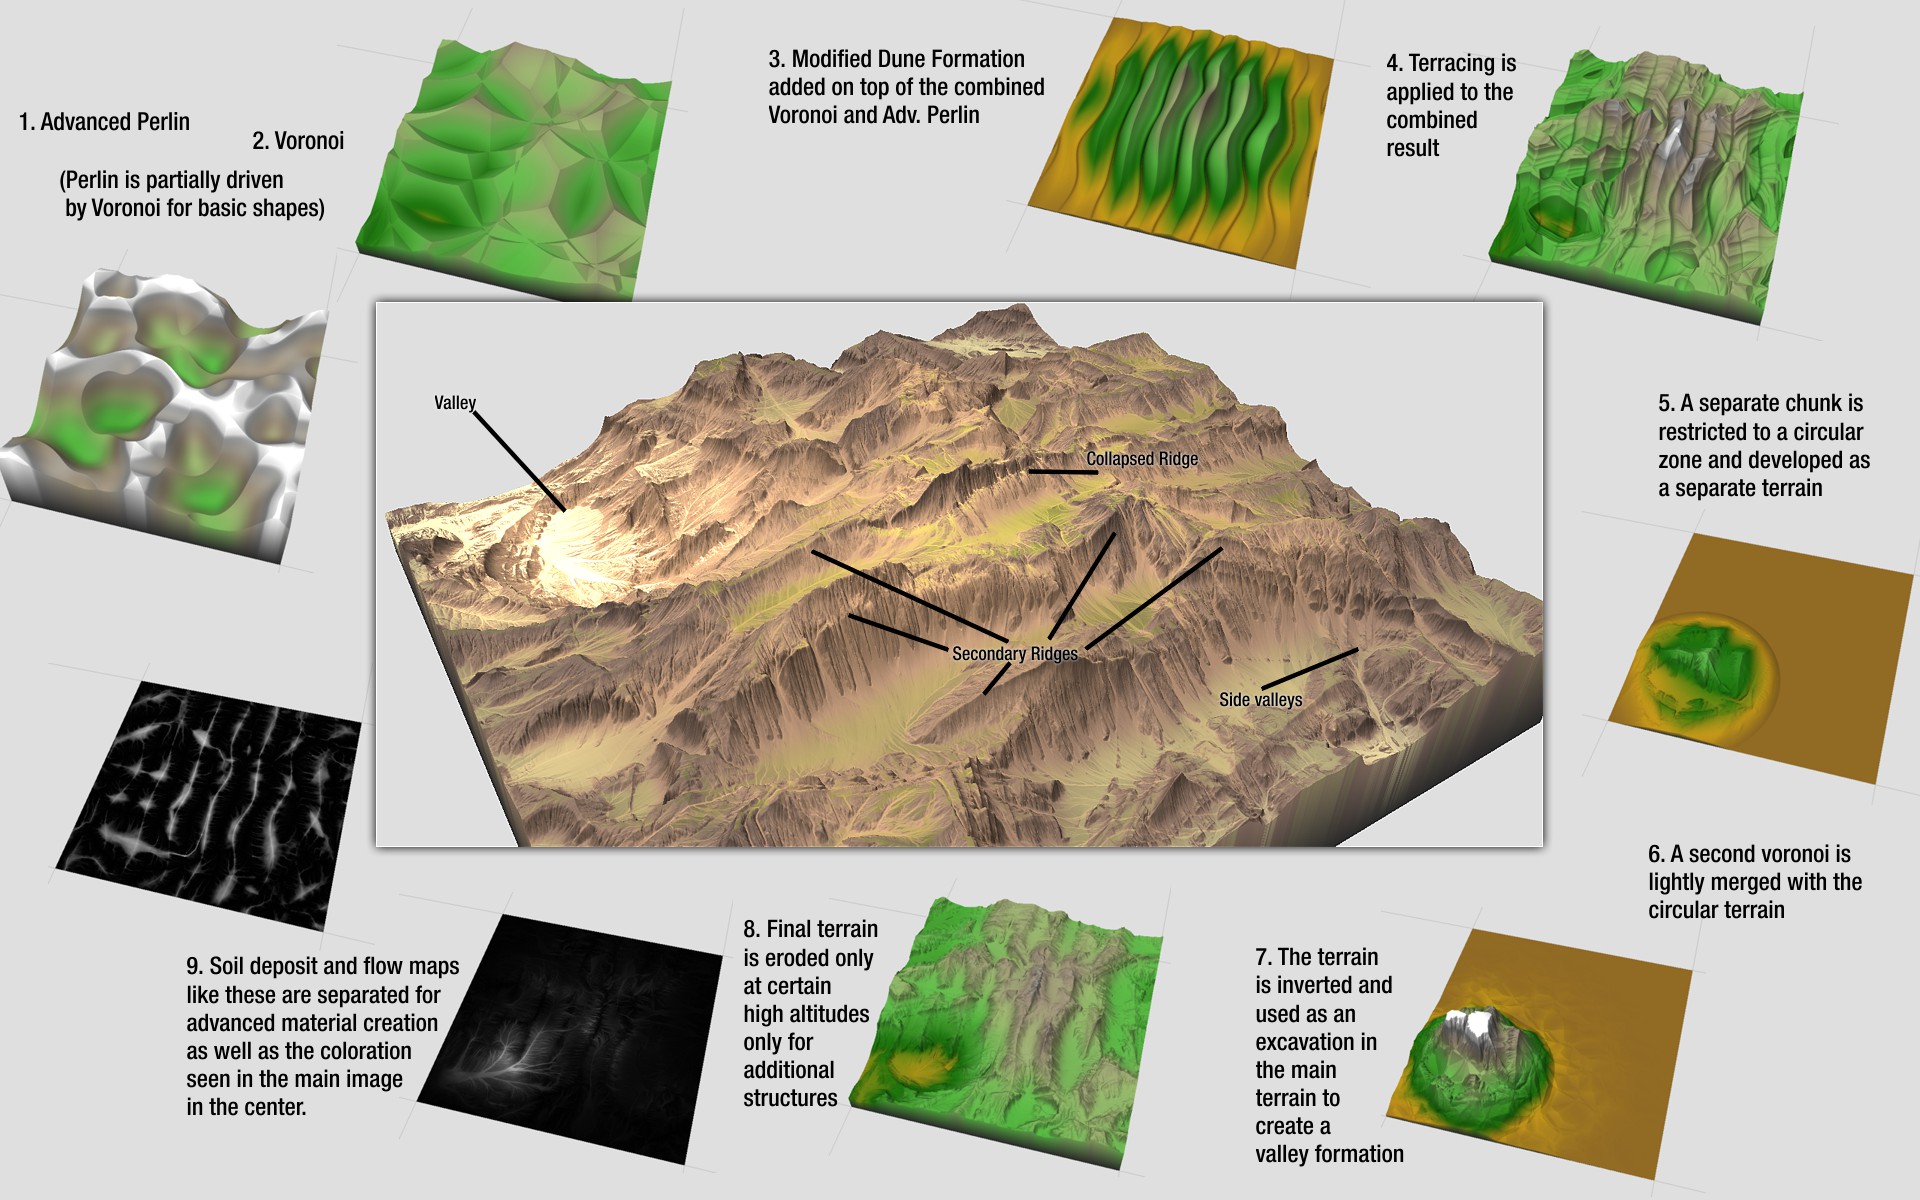 1. Advanced Perlin
2. Voronoi
(Perlin is partially driven
by Voronoi for basic shapes)
3. Modified Dune Formation
added on top of the combined
Voronoi and Adv. Perlin
4. Terracing is
applied to the
combined
result
Valley
Collapsed Ridge
Secondary Ridges
Side valleys
5. A separate chunk is
restricted to a circular
zone and developed as
a separate terrain
6. A second voronoi is
lightly merged with the
circular terrain
7. The terrain
is inverted and
used as an
excavation in
the main
terrain to
create a
valley formation
8. Final terrain
is eroded only
at certain
high altitudes
only for
additional
structures
9. Soil deposit and flow maps
like these are separated for
advanced material creation
as well as the coloration
seen in the main image
in the center.